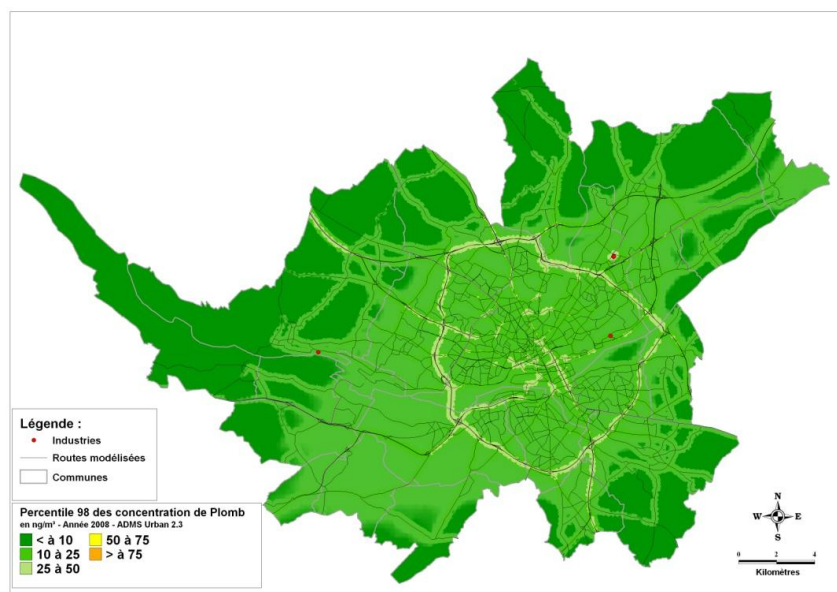 Légende :
Industries
Routes modélisées
Communes
Percentile 98 des concentration de Plomb
en ng/m³ - Année 2008 - ADMS Urban 2.3
< à 10
50 à 75
10 à 25
> à 75
25 à 50
N
W E
S
0 2 4
Kilomètres